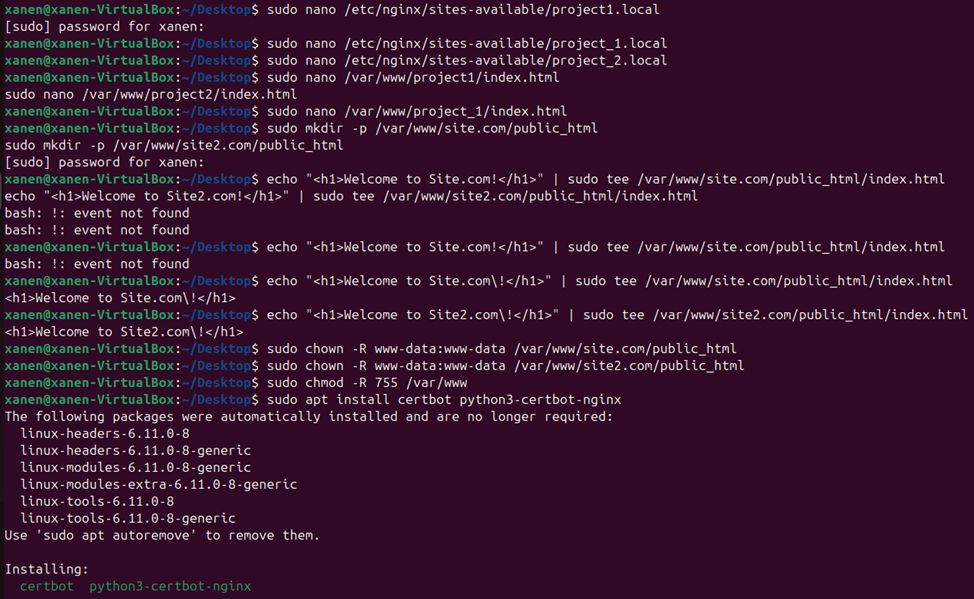 xanen@xanen-VirtualBox:~/Desktop$ sudo nano /etc/nginx/sites-available/project1.local
[sudo] password for xanen:
xanen@xanen-VirtualBox:~/Desktop$ sudo nano /etc/nginx/sites-available/project_1.local
xanen@xanen-VirtualBox:~/Desktop$ sudo nano /etc/nginx/sites-available/project_2.local
xanen@xanen-VirtualBox:~/Desktop$ sudo nano /var/www/project1/index.html
sudo nano /var/www/project2/index.html
xanen@xanen-VirtualBox:~/Desktop$ sudo nano /var/www/project_1/index.html
xanen@xanen-VirtualBox:~/Desktop$ sudo mkdir -p /var/www/site.com/public_html
sudo mkdir -p /var/www/site2.com/public_html
[sudo] password for xanen:
xanen@xanen-VirtualBox:~/Desktop$ echo "<h1>Welcome to Site.com!</h1>" | sudo tee /var/www/site.com/public_html/index.html
echo "<h1>Welcome to Site2.com!</h1>" | sudo tee /var/www/site2.com/public_html/index.html
bash: !: event not found
bash: !: event not found
xanen@xanen-VirtualBox:~/Desktop$ echo "<h1>Welcome to Site.com!</h1>" | sudo tee /var/www/site.com/public_html/index.html
bash: !: event not found
xanen@xanen-VirtualBox:~/Desktop$ echo "<h1>Welcome to Site.com\!</h1>" | sudo tee /var/www/site.com/public_html/index.html
<h1>Welcome to Site.com\!</h1>
xanen@xanen-VirtualBox:~/Desktop$ echo "<h1>Welcome to Site2.com\!</h1>" | sudo tee /var/www/site2.com/public_html/index.html
<h1>Welcome to Site2.com\!</h1>
xanen@xanen-VirtualBox:~/Desktop$ sudo chown -R www-data:www-data /var/www/site.com/public_html
xanen@xanen-VirtualBox:~/Desktop$ sudo chown -R www-data:www-data /var/www/site2.com/public_html
xanen@xanen-VirtualBox:~/Desktop$ sudo chmod -R 755 /var/www
xanen@xanen-VirtualBox:~/Desktop$ sudo apt install certbot python3-certbot-nginx
The following packages were automatically installed and are no longer required:
linux-headers-6.11.0-8
linux-headers-6.11.0-8-generic
linux-modules-6.11.0-8-generic
linux-modules-extra-6.11.0-8-generic
linux-tools-6.11.0-8
linux-tools-6.11.0-8-generic
Use 'sudo apt autoremove' to remove them.
Installing:
certbot python3-certbot-nginx